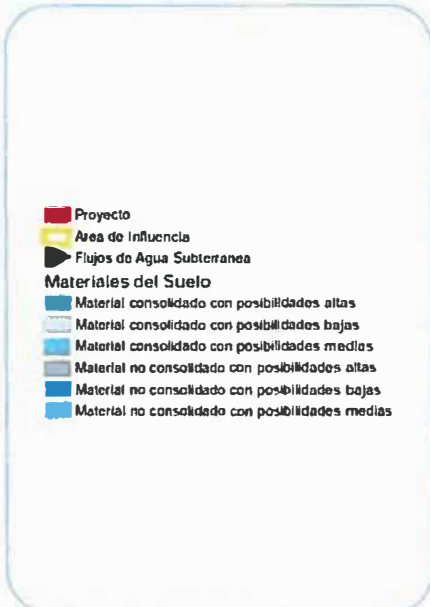 Proyecto
Area de Influencia
Flujos de Agua Subterranea
Materiales del Suelo
Material consolidado con posibilidades altas
Material consolidado con posibilidades bajas
Material consolidado con posibilidades medias
Material no consolidado con posibilidades altas
Material no consolidado con posibilidades bajas
Material no consolidado con posibilidades medias